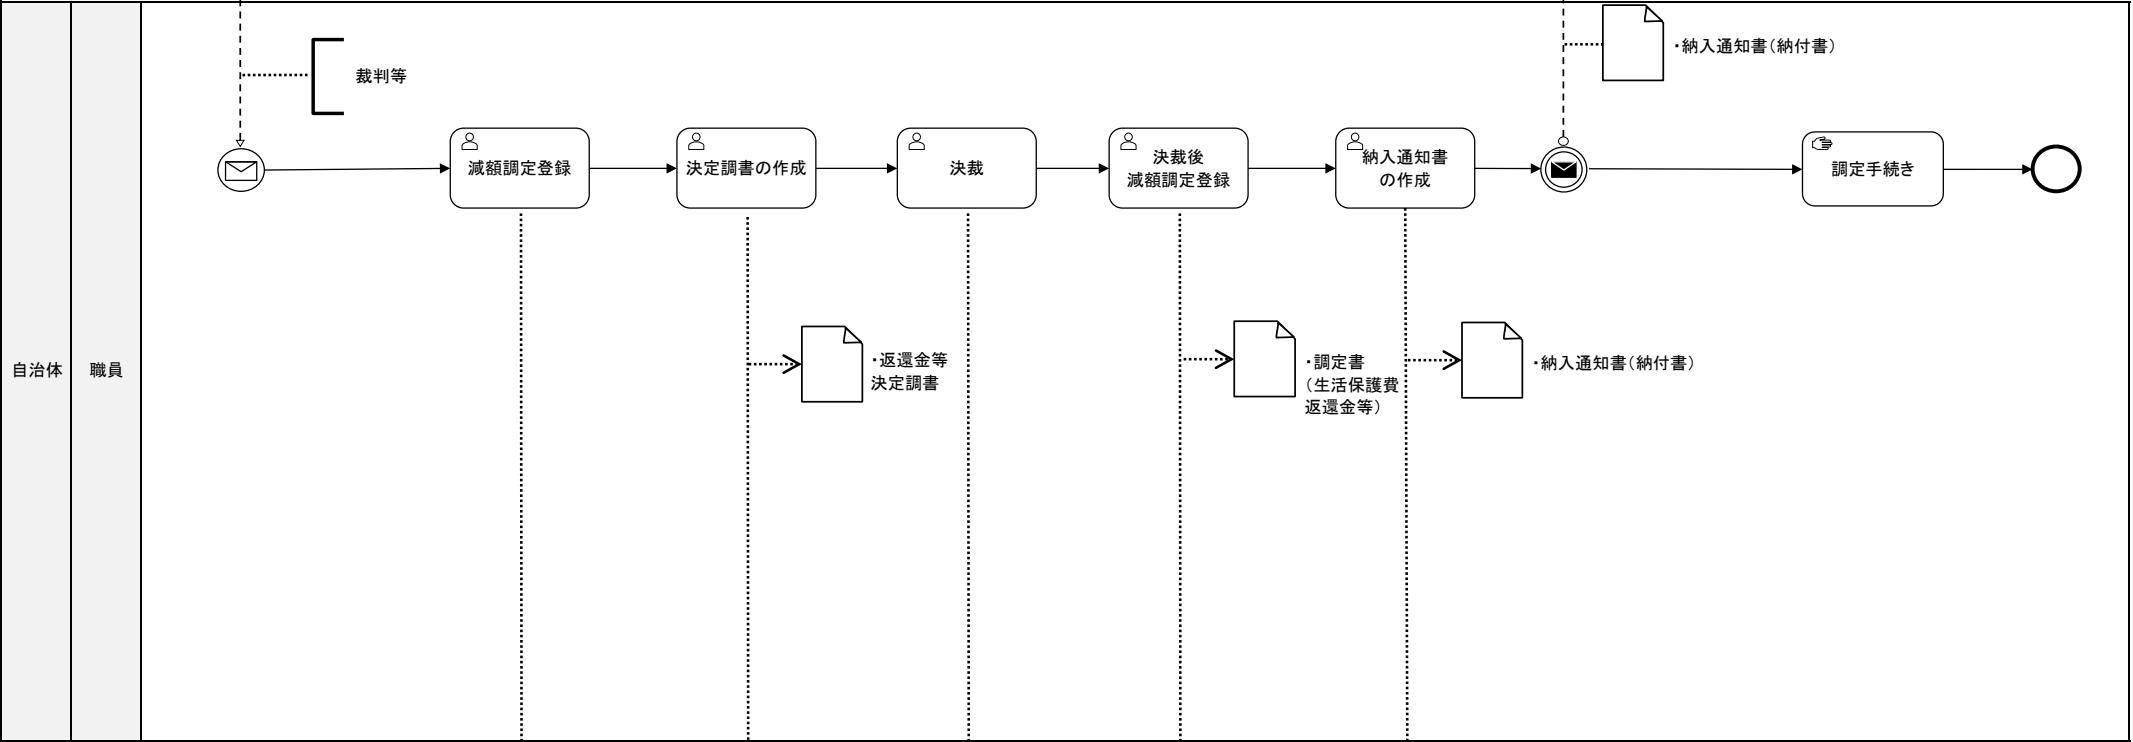 ・納入通知書（納付書）
裁判等
減額調定登録
決定調書の作成
決裁
決裁後
減額調定登録
納入通知書
の作成
調定手続き
自治体
職員
・返還金等
決定調書
・調定書
（生活保護費
返還金等）
・納入通知書（納付書）